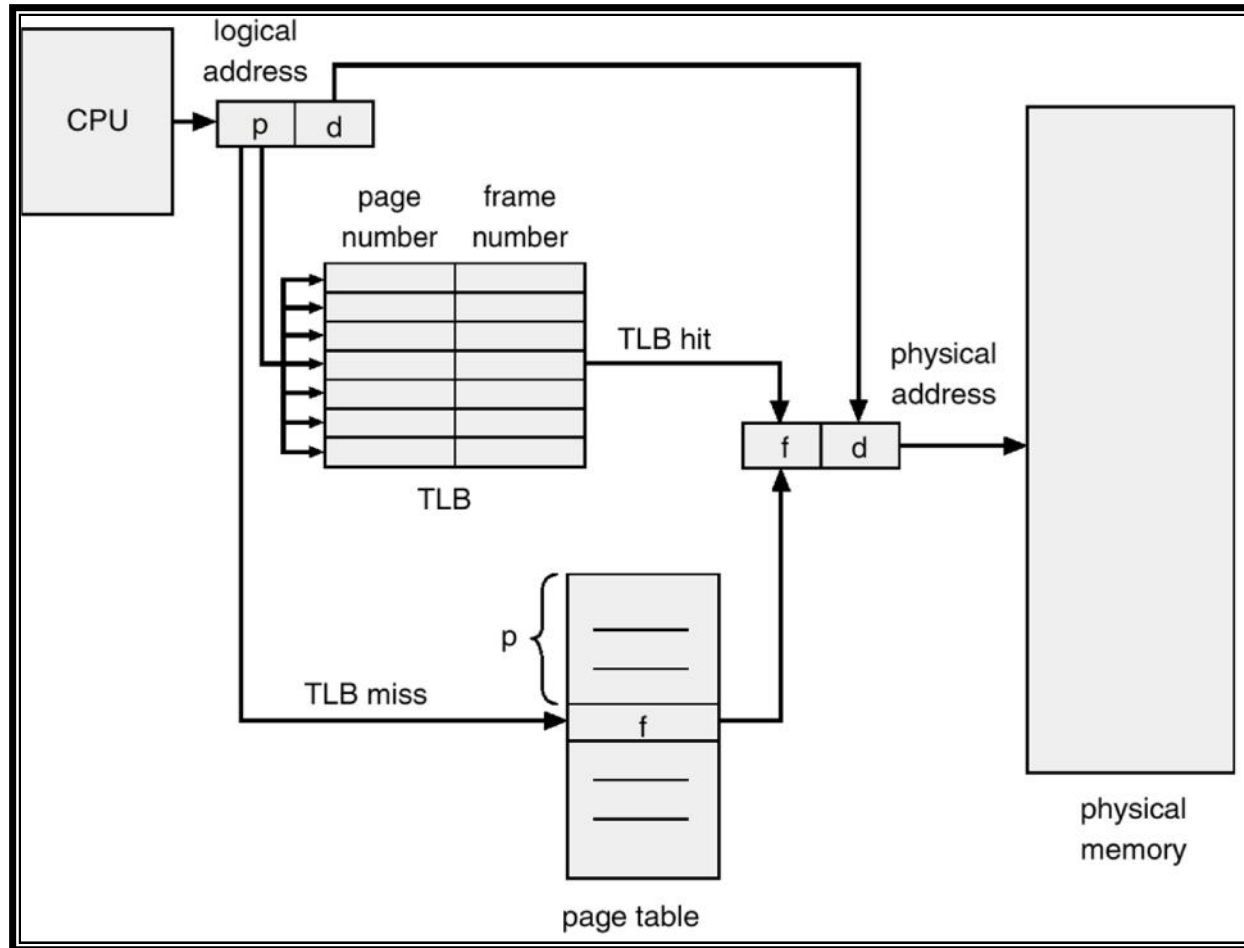 logical
address
CPU
p
d
page
number
frame
number
TLB hit
physical
address
f
d
TLB
p
TLB miss
f
physical
memory
page table